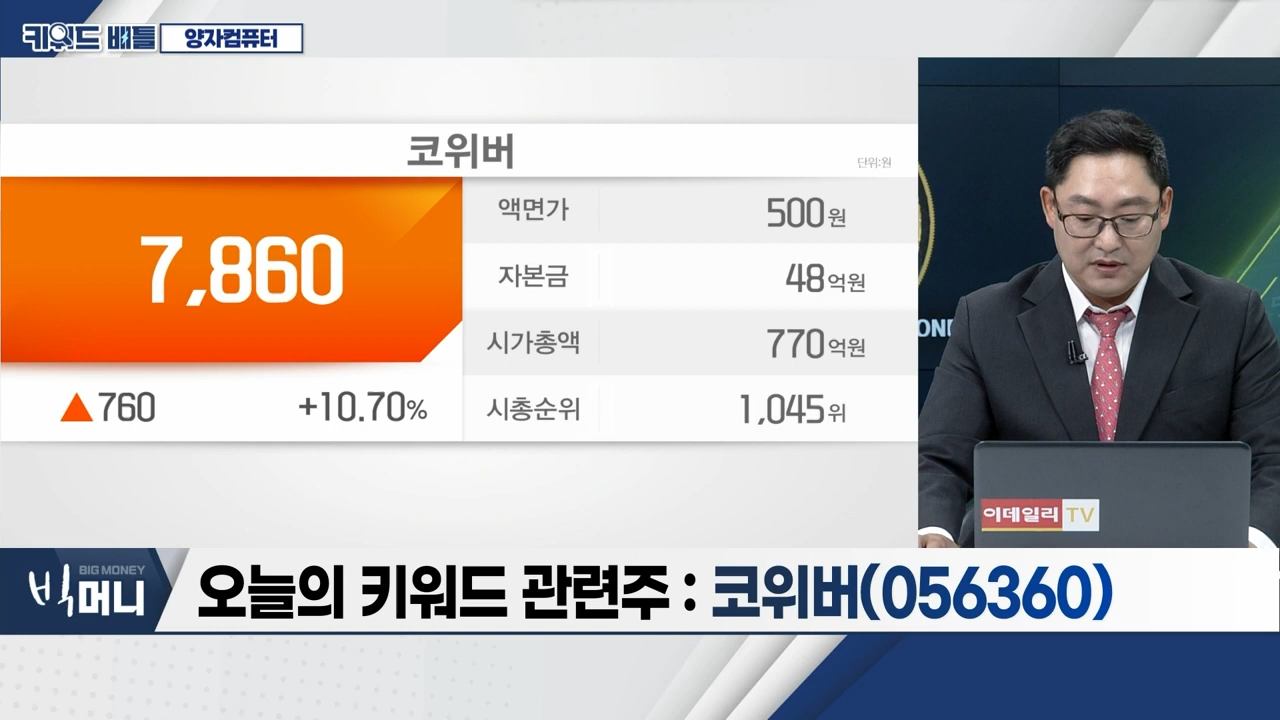 키워드 배틀 양자컴퓨터
코위버
단위:원
7,860
▲760 +10.70%
액면가 500원
자본금 48억원
시가총액 770억원
시총순위 1,045위
ONE
이데일리 TV
빅머니 BIG MONEY
오늘의 키워드 관련주 : 코위버(056360)